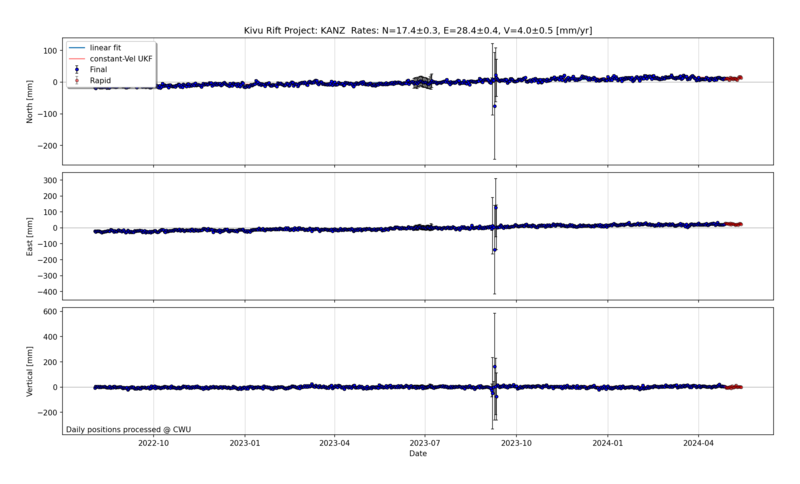 Kivu Rift Project: KANZ Rates: N=17.4±0.3, E=28.4±0.4, V=4.0±0.5 [mm/yr]
linear fit
constant-Vel UKF
Final
Rapid
100
0
−100
−200
North [mm]
300
200
100
0
−100
−200
−300
−400
East [mm]
600
400
200
0
−200
Vertical [mm]
Daily positions processed @ CWU
2022-10 2023-01 2023-04 2023-07 2023-10 2024-01 2024-04
Date